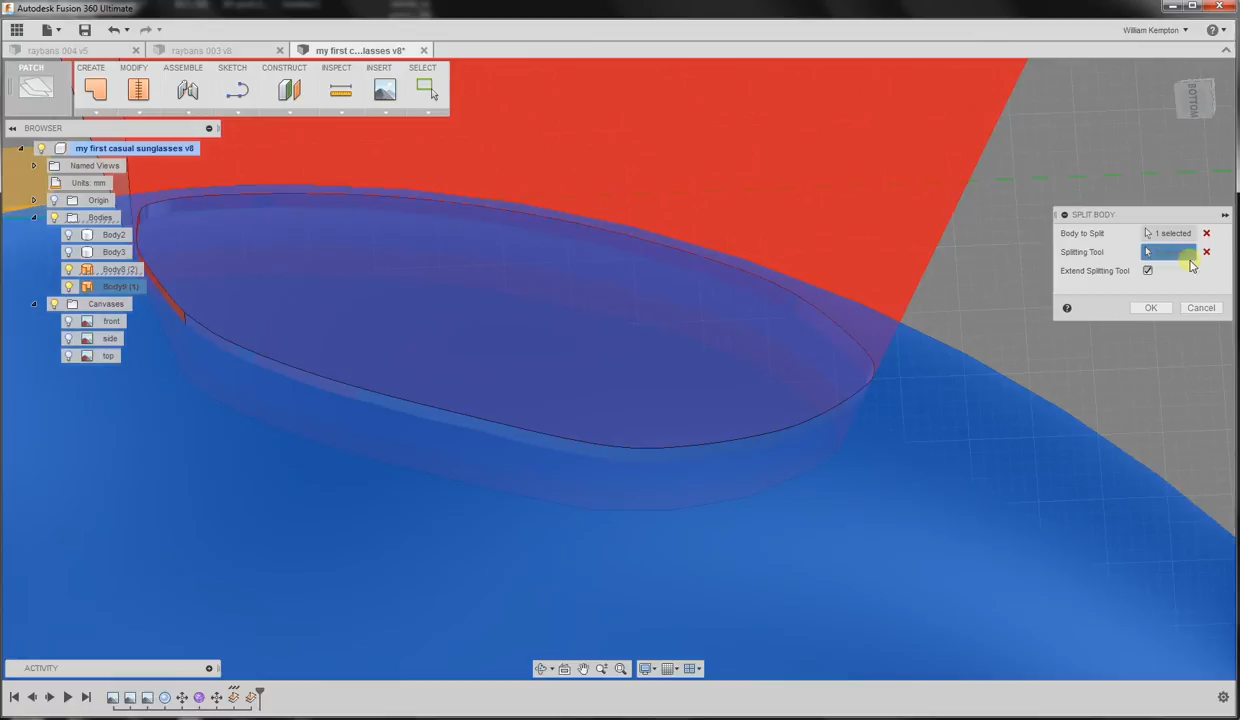 Autodesk Fusion 360 Ultimate
William Kempton
raybans 004 v5
raybans 003 v8
my first c...lasses v8*
PATCH
CREATE
MODIFY
ASSEMBLE
SKETCH
CONSTRUCT
INSPECT
INSERT
SELECT
BROWSER
BOTTOM
my first casual sunglasses v8
Named Views
Units: mm
Origin
Bodies
Body2
Body3
Body8 (2)
Body9 (1)
Canvases
front
side
top
SPLIT BODY
Body to Split
1 selected
Splitting Tool
Extend Splitting Tool
OK
Cancel
ACTIVITY